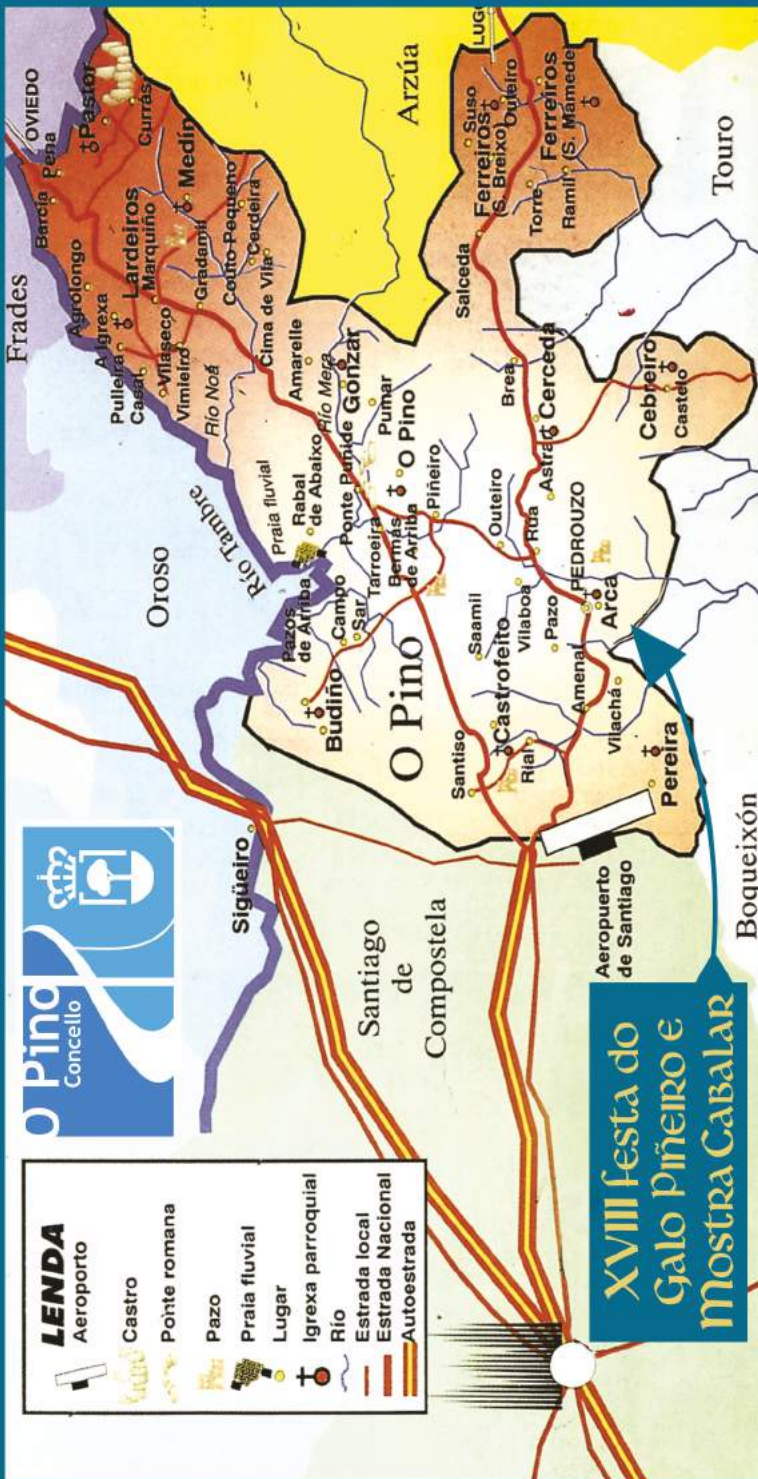 O Pino
Concello
LENDA
Aeroporto
Castro
Ponte romana
Pazo
Praia fluvial
Lugar
Igrexa parroquial
Río
Estrada local
Estrada Nacional
Autoestrada
Frades
OVIEDO
Barcia
Pena
Pastor
Currás
Agrolongo
A Igrexa
Pulleira
Casal
Lardeiros
Marquiño
Medín
Vilaseco
Vimieiro
Gradamil
Couto-Pequeno
Cerdeira
Río Noá
Cima de Vila
Oroso
Río Tambre
Praia fluvial
Rabal
de Abaixo
Amarelle
Río Mera
Gonzar
Ponte Puñide
Pumar
Pazos
de Arriba
Campo
Sar
Tarroeira
Bermás
de Arriba
O Pino
Piñeiro
Budiño
O Pino
Sigüeiro
Santiago
de
Compostela
Santiso
Castrofeito
Rial
Saamil
Vilaboa
Pazo
Outeiro
Rúa
PEDROUZO
Arca
Amenal
Vilachá
Pereira
Aeropuerto
de Santiago
Boqueixón
Arzúa
LUGO
Suso
Ferreiros
(S. Breixo)
Outeiro
Ferreiros
(S. Mámede)
Torre
Ramil
Salceda
Brea
Cerceda
Astrar
Cebreiro
Castelo
Touro
XVIII festa do
Galo Piñeiro e
Mostra Cabalar